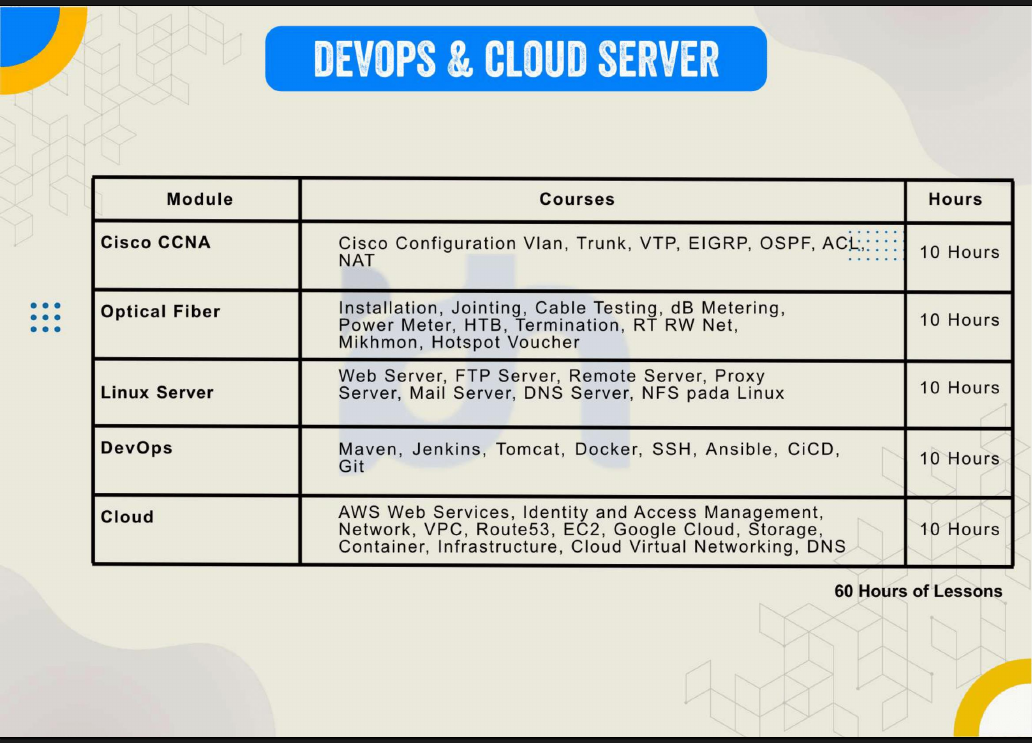 DEVOPS & CLOUD SERVER
Module
Courses
Hours
Cisco CCNA
Cisco Configuration Vlan, Trunk, VTP, EIGRP, OSPF, ACL,
NAT
10 Hours
Optical Fiber
Installation, Jointing, Cable Testing, dB Metering,
Power Meter, HTB, Termination, RT RW Net,
Mikhmon, Hotspot Voucher
10 Hours
Linux Server
Web Server, FTP Server, Remote Server, Proxy
Server, Mail Server, DNS Server, NFS pada Linux
10 Hours
DevOps
Maven, Jenkins, Tomcat, Docker, SSH, Ansible, CiCD,
Git
10 Hours
Cloud
AWS Web Services, Identity and Access Management,
Network, VPC, Route53, EC2, Google Cloud, Storage,
Container, Infrastructure, Cloud Virtual Networking, DNS
10 Hours
60 Hours of Lessons